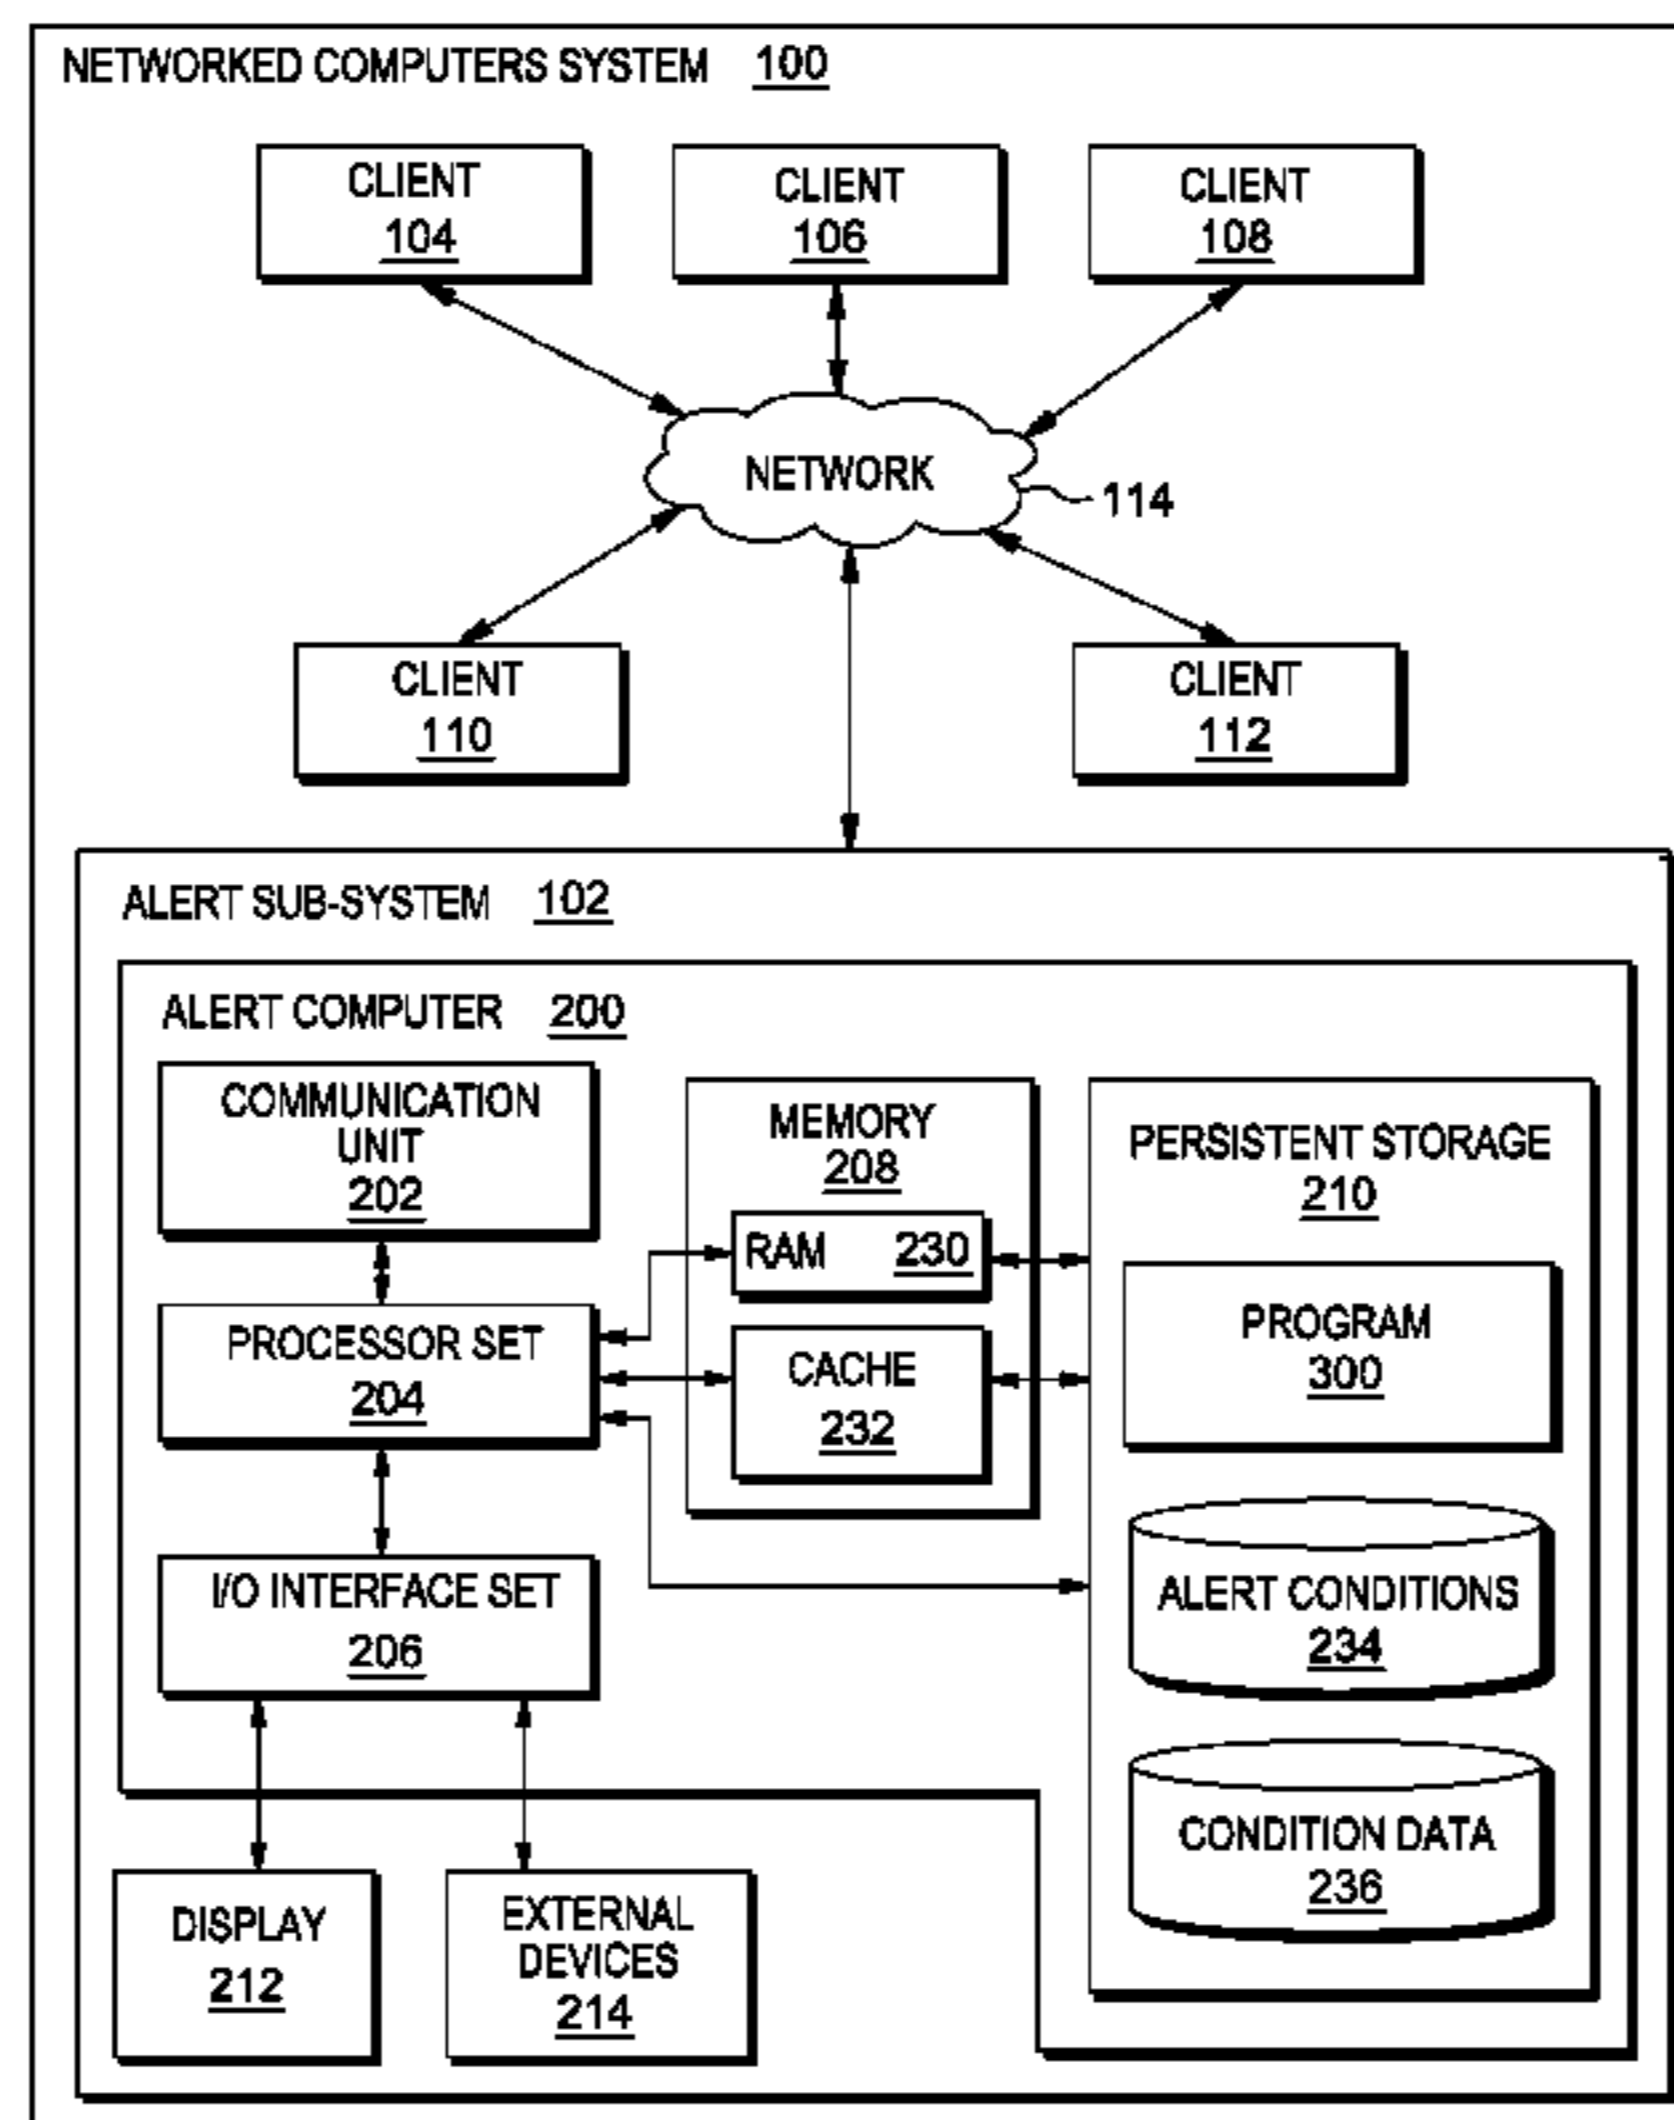 NETWORKED COMPUTERS SYSTEM 100
CLIENT
104
CLIENT
106
CLIENT
108
NETWORK
114
CLIENT
110
CLIENT
112
ALERT SUB-SYSTEM 102
ALERT COMPUTER 200
COMMUNICATION
UNIT
202
MEMORY
208
PERSISTENT STORAGE
210
RAM 230
PROCESSOR SET
204
CACHE
232
PROGRAM
300
I/O INTERFACE SET
206
ALERT CONDITIONS
234
CONDITION DATA
236
DISPLAY
212
EXTERNAL
DEVICES
214